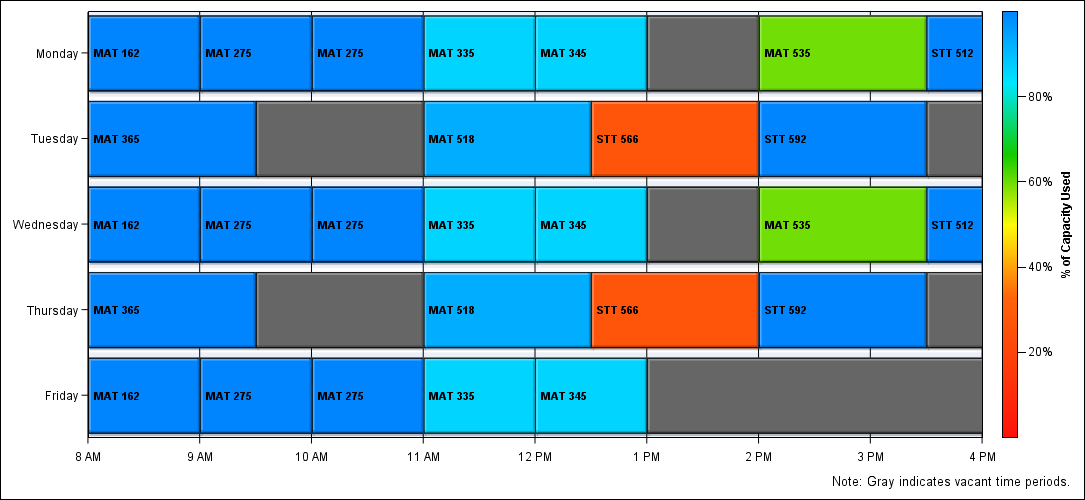 Monday MAT 162 MAT 275 MAT 275 MAT 335 MAT 345 MAT 535 STT 512
80%
Tuesday MAT 365 MAT 518 STT 566 STT 592
60%
Wednesday MAT 162 MAT 275 MAT 275 MAT 335 MAT 345 MAT 535 STT 512
% of Capacity Used
40%
Thursday MAT 365 MAT 518 STT 566 STT 592
20%
Friday MAT 162 MAT 275 MAT 275 MAT 335 MAT 345
8 AM 9 AM 10 AM 11 AM 12 PM 1 PM 2 PM 3 PM 4 PM
Note: Gray indicates vacant time periods.